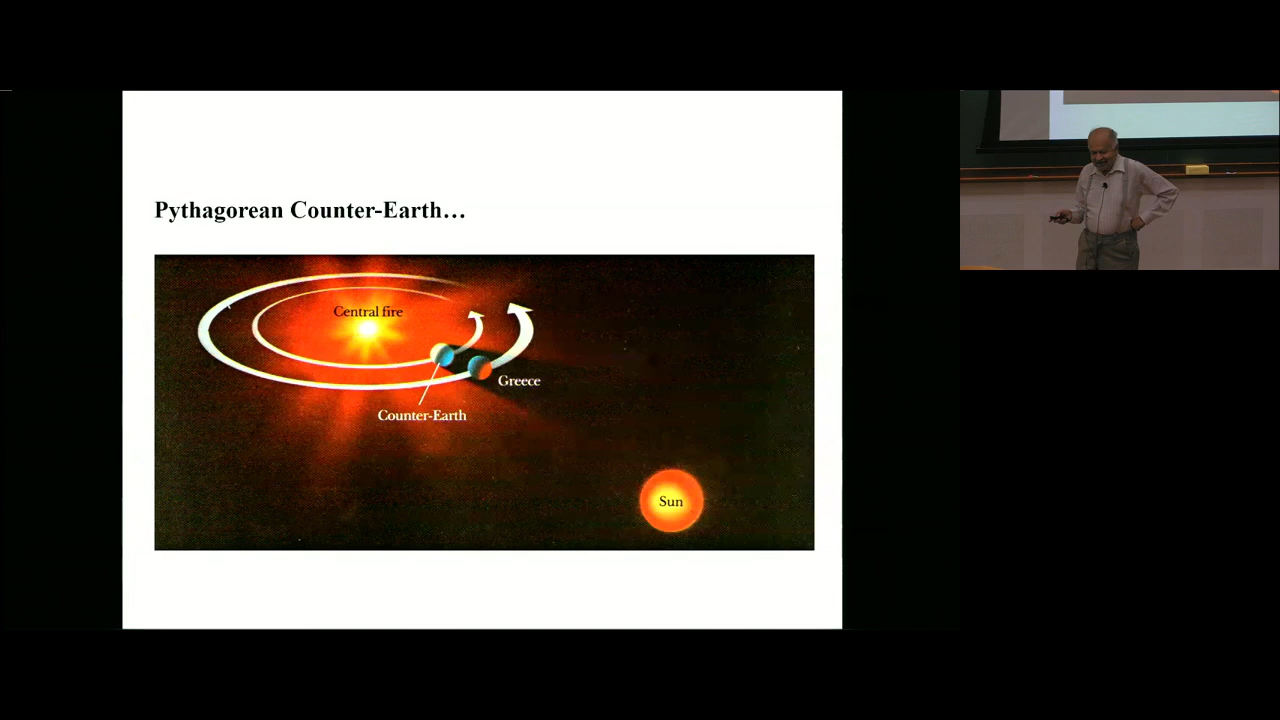 Pythagorean Counter-Earth…
Central fire
Greece
Counter-Earth
Sun